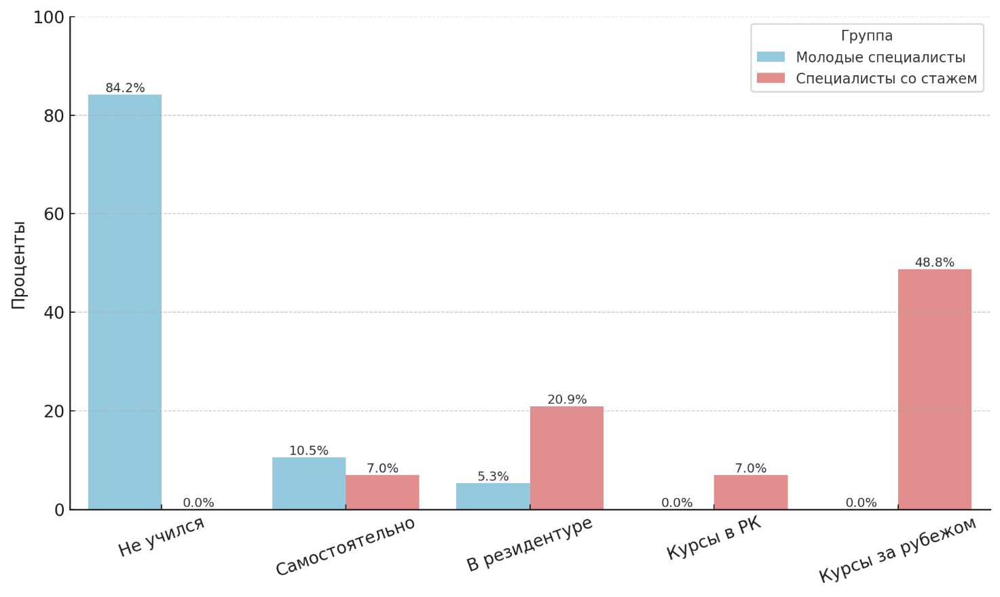 100
80
60
40
20
0
Проценты
Группа
Молодые специалисты
Специалисты со стажем
84.2%
0.0%
10.5%
7.0%
5.3%
20.9%
0.0%
7.0%
0.0%
48.8%
Не учился
Самостоятельно
В резидентуре
Курсы в РК
Курсы за рубежом